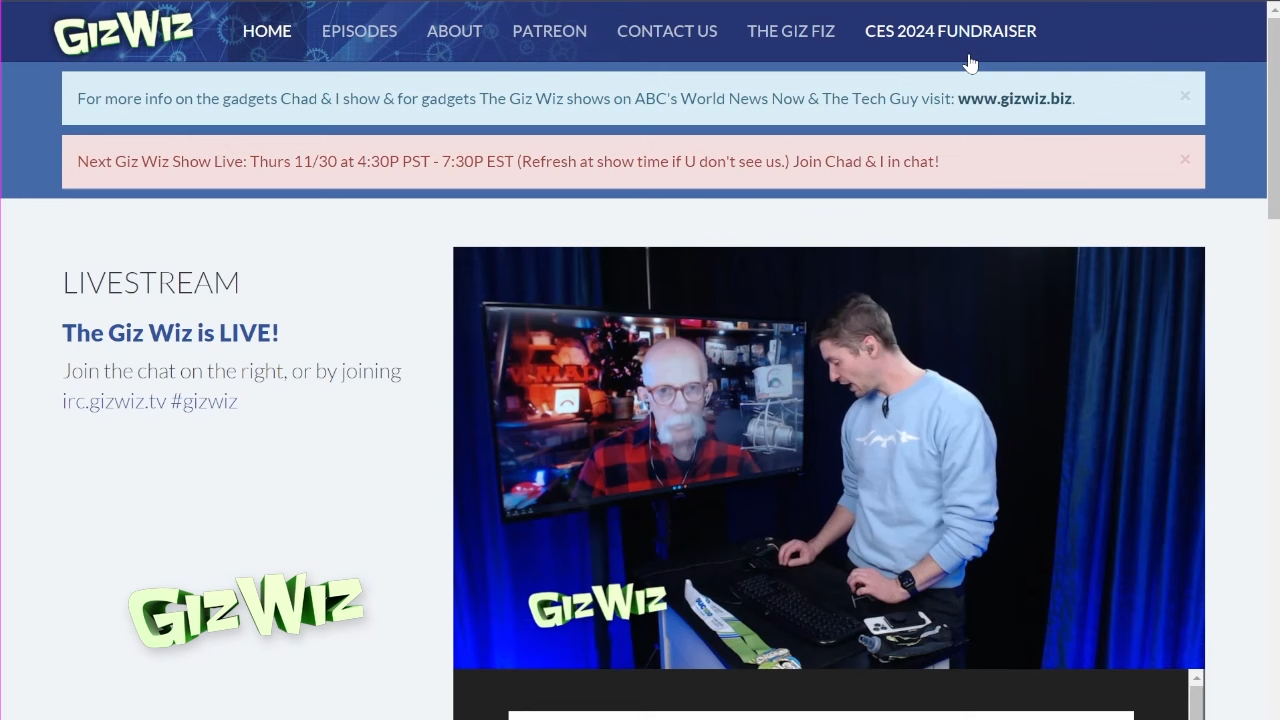 GizWiz
HOME EPISODES ABOUT PATREON CONTACT US THE GIZ FIZ CES 2024 FUNDRAISER
For more info on the gadgets Chad & I show & for gadgets The Giz Wiz shows on ABC's World News Now & The Tech Guy visit: www.gizwiz.biz.
×
Next Giz Wiz Show Live: Thurs 11/30 at 4:30P PST - 7:30P EST (Refresh at show time if U don't see us.) Join Chad & I in chat!
×
LIVESTREAM
The Giz Wiz is LIVE!
Join the chat on the right, or by joining
irc.gizwiz.tv #gizwiz
MAD
GizWiz
GizWiz